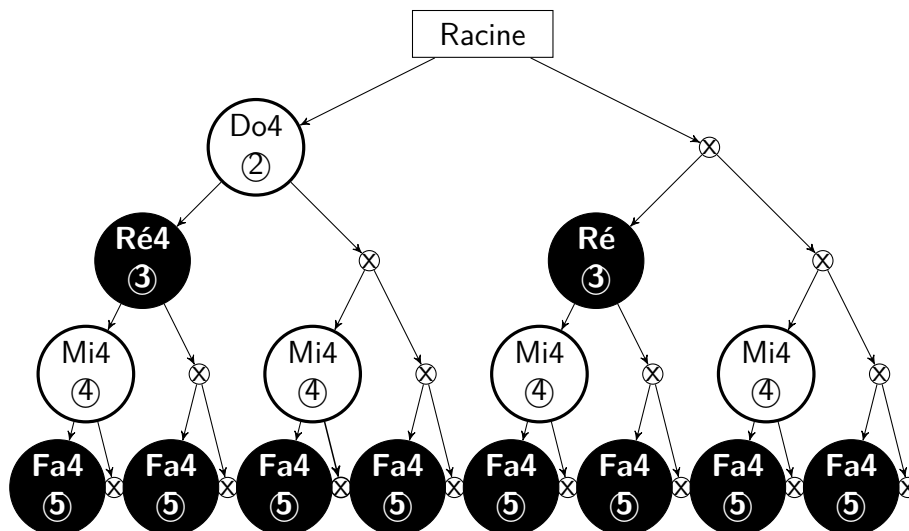 Racine
Do4
② x
Ré4 Ré
③ x ③ x
Mi4 Mi4 Mi4 Mi4
④ x ④ x ④ x ④ x
Fa4 Fa4 Fa4 Fa4 Fa4 Fa4 Fa4 Fa4
⑤ x ⑤ x ⑤ x ⑤ x ⑤ x ⑤ x ⑤ x ⑤ x